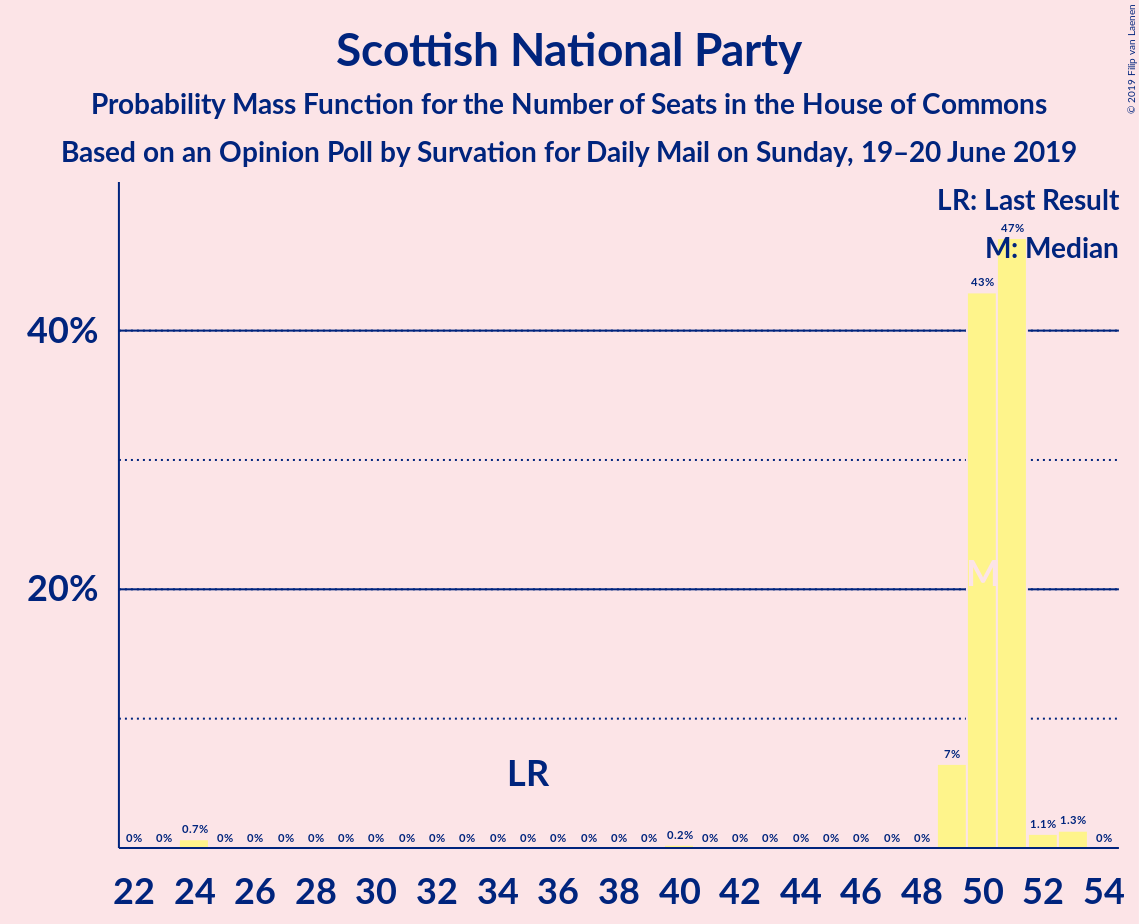 Scottish National Party
Probability Mass Function for the Number of Seats in the House of Commons
Based on an Opinion Poll by Survation for Daily Mail on Sunday, 19–20 June 2019
© 2019 Filip van Laenen
LR: Last Result
M: Median
40%
20%
0% 0% 0.7% 0% 0% 0% 0% 0% 0% 0% 0% 0% 0% 0% 0% 0% 0% 0% 0.2% 0% 0% 0% 0% 0% 0% 0% 0% 7% 43% 47% 1.1% 1.3% 0%
LR
M
22 24 26 28 30 32 34 36 38 40 42 44 46 48 50 52 54